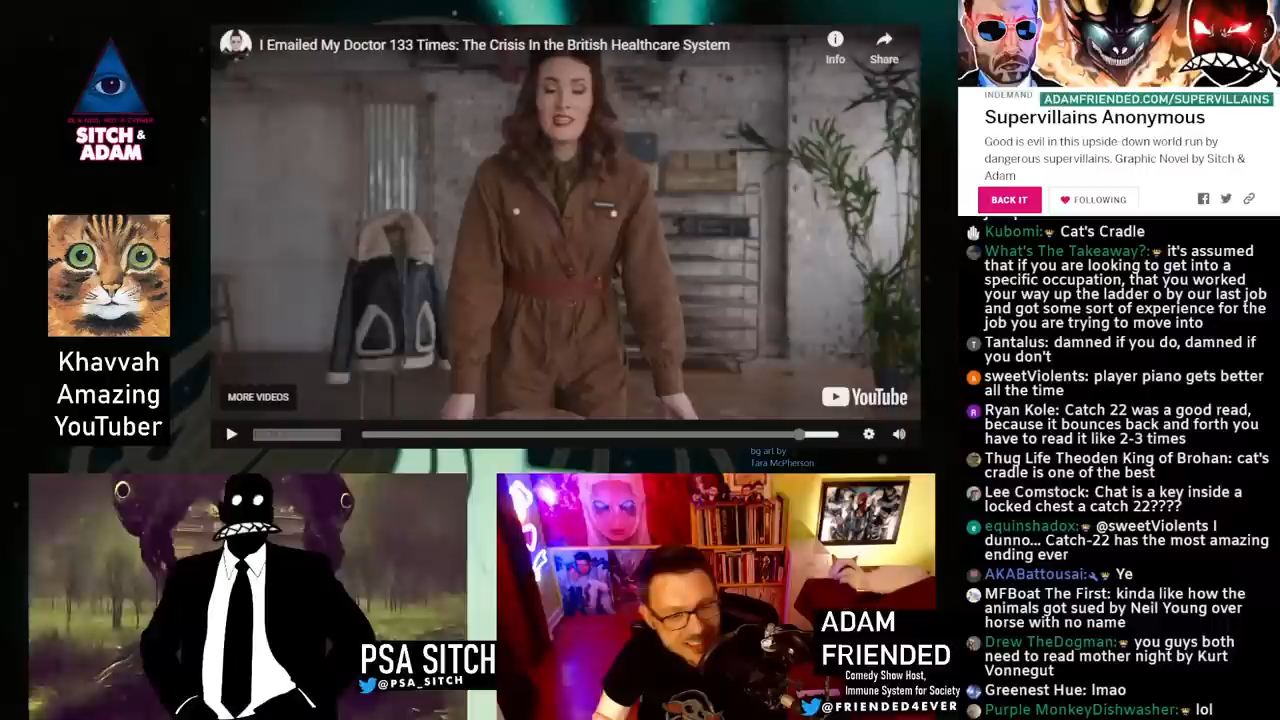 I Emailed My Doctor 133 Times: The Crisis In the British Healthcare System
Info
Share
MORE VIDEOS
YouTube
SITCH &
ADAM
Khavvah
Amazing
YouTuber
bg art by
Tara McPherson
PSA SITCH
@PSA_SITCH
ADAM
FRIENDED
Comedy Show Host,
Immune System for Society
@FRIENDED4EVER
INDEMAND
ADAMFRIENDED.COM/SUPERVILLAINS
Supervillains Anonymous
Good is evil in this upside-down world run by
dangerous supervillains. Graphic Novel by Sitch &
Adam
BACK IT
FOLLOWING
Kubomi: Cat's Cradle
What's The Takeaway?: it's assumed
that if you are looking to get into a
specific occupation, that you worked
your way up the ladder o by our last job
and got some sort of experience for the
job you are trying to move into
Tantalus: damned if you do, damned if
you don't
sweetViolents: player piano gets better
all the time
Ryan Kole: Catch 22 was a good read,
because it bounces back and forth you
have to read it like 2-3 times
Thug Life Theoden King of Brohan: cat's
cradle is one of the best
Lee Comstock: Chat is a key inside a
locked chest a catch 22????
equinshadox: @sweetViolents I
dunno... Catch-22 has the most amazing
ending ever
AKABattousai: Ye
MFBoat The First: kinda like how the
animals got sued by Neil Young over
horse with no name
Drew TheDogman: you guys both
need to read mother night by Kurt
Vonnegut
Greenest Hue: lmao
Purple MonkeyDishwasher: lol